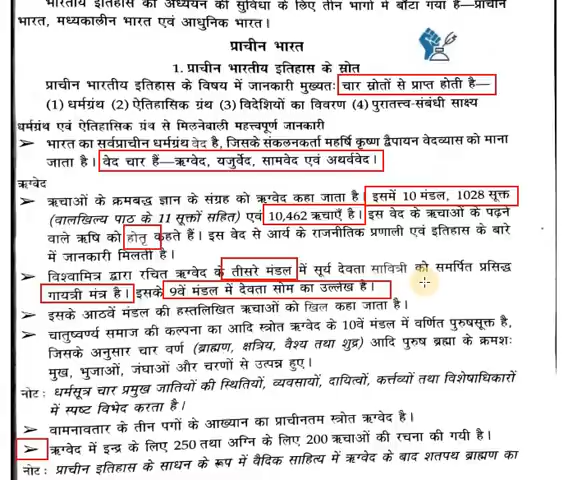 भारतीय इतिहास को अध्ययन की सुविधा के लिए तीन भागों में बाँटा गया है—प्राचीन
भारत, मध्यकालीन भारत एवं आधुनिक भारत।
प्राचीन भारत
1. प्राचीन भारतीय इतिहास के स्रोत
प्राचीन भारतीय इतिहास के विषय में जानकारी मुख्यतः चार स्रोतों से प्राप्त होती है—
(1) धर्मग्रंथ (2) ऐतिहासिक ग्रंथ (3) विदेशियों का विवरण (4) पुरातत्त्व-संबंधी साक्ष्य
धर्मग्रंथ एवं ऐतिहासिक ग्रंथ से मिलनेवाली महत्त्वपूर्ण जानकारी
➢ भारत का सर्वप्राचीन धर्मग्रंथ वेद है, जिसके संकलनकर्ता महर्षि कृष्ण द्वैपायन वेदव्यास को माना
जाता है। वेद चार हैं—ऋग्वेद, यजुर्वेद, सामवेद एवं अथर्ववेद।
ऋग्वेद
➢ ऋचाओं के क्रमबद्ध ज्ञान के संग्रह को ऋग्वेद कहा जाता है। इसमें 10 मंडल, 1028 सूक्त
(वालखिल्य पाठ के 11 सूक्तों सहित) एवं 10,462 ऋचाएँ है। इस वेद के ऋचाओं के पढ़ने
वाले ऋषि को होतृ कहते हैं। इस वेद से आर्य के राजनीतिक प्रणाली एवं इतिहास के बारे
में जानकारी मिलती है।
➢ विश्वामित्र द्वारा रचित ऋग्वेद के तीसरे मंडल में सूर्य देवता सावित्री को समर्पित प्रसिद्ध
गायत्री मंत्र है। इसके 9वें मंडल में देवता सोम का उल्लेख है।
➢ इसके आठवें मंडल की हस्तलिखित ऋचाओं को खिल कहा जाता है।
➢ चातुष्वर्ण्य समाज की कल्पना का आदि स्त्रोत ऋग्वेद के 10वें मंडल में वर्णित पुरुषसूक्त है,
जिसके अनुसार चार वर्ण (ब्राह्मण, क्षत्रिय, वैश्य तथा शुद्र) आदि पुरुष ब्रह्मा के क्रमशः
मुख, भुजाओं, जंघाओं और चरणों से उत्पन्न हुए।
नोट: धर्मसूत्र चार प्रमुख जातियों की स्थितियों, व्यवसायों, दायित्वों, कर्त्तव्यों तथा विशेषाधिकारों
में स्पष्ट विभेद करता है।
➢ वामनावतार के तीन पगों के आख्यान का प्राचीनतम स्त्रोत ऋग्वेद है।
➢ ऋग्वेद में इन्द्र के लिए 250 तथा अग्नि के लिए 200 ऋचाओं की रचना की गयी है।
नोट: प्राचीन इतिहास के साधन के रूप में वैदिक साहित्य में ऋग्वेद के बाद शतपथ ब्राह्मण का